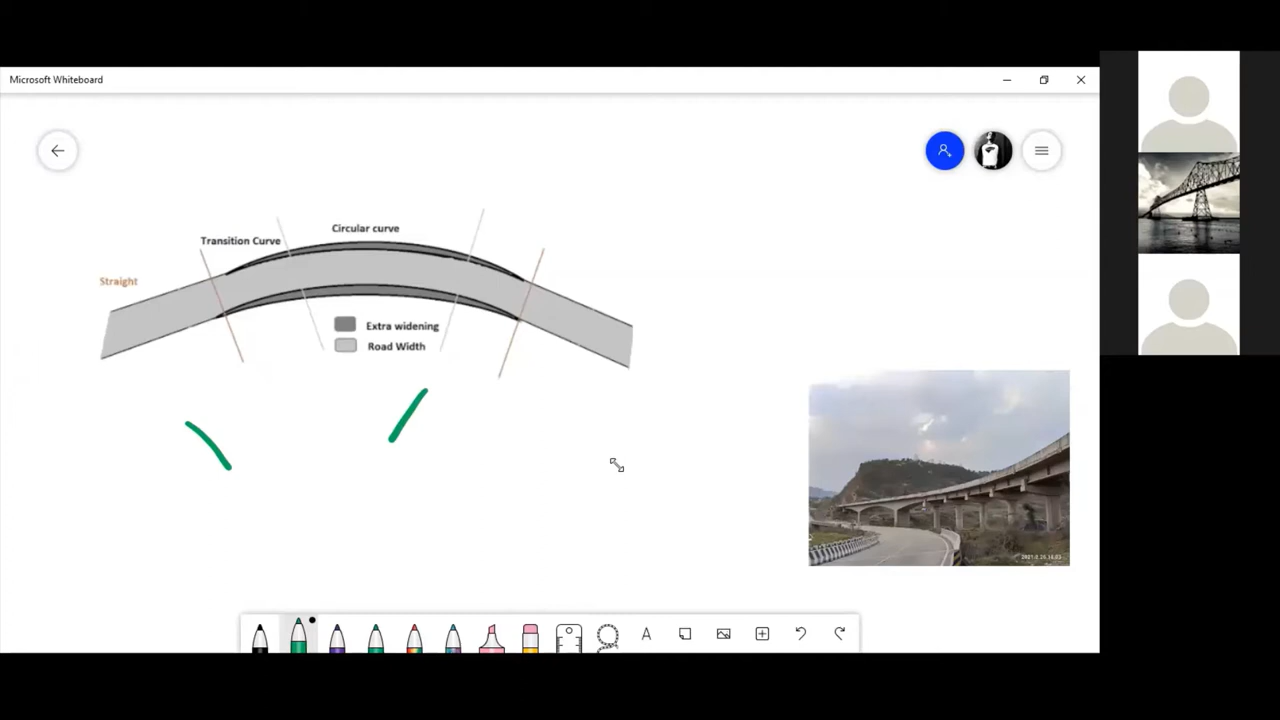 Microsoft Whiteboard
Circular curve
Transition Curve
Straight
Extra widening
Road Width
A